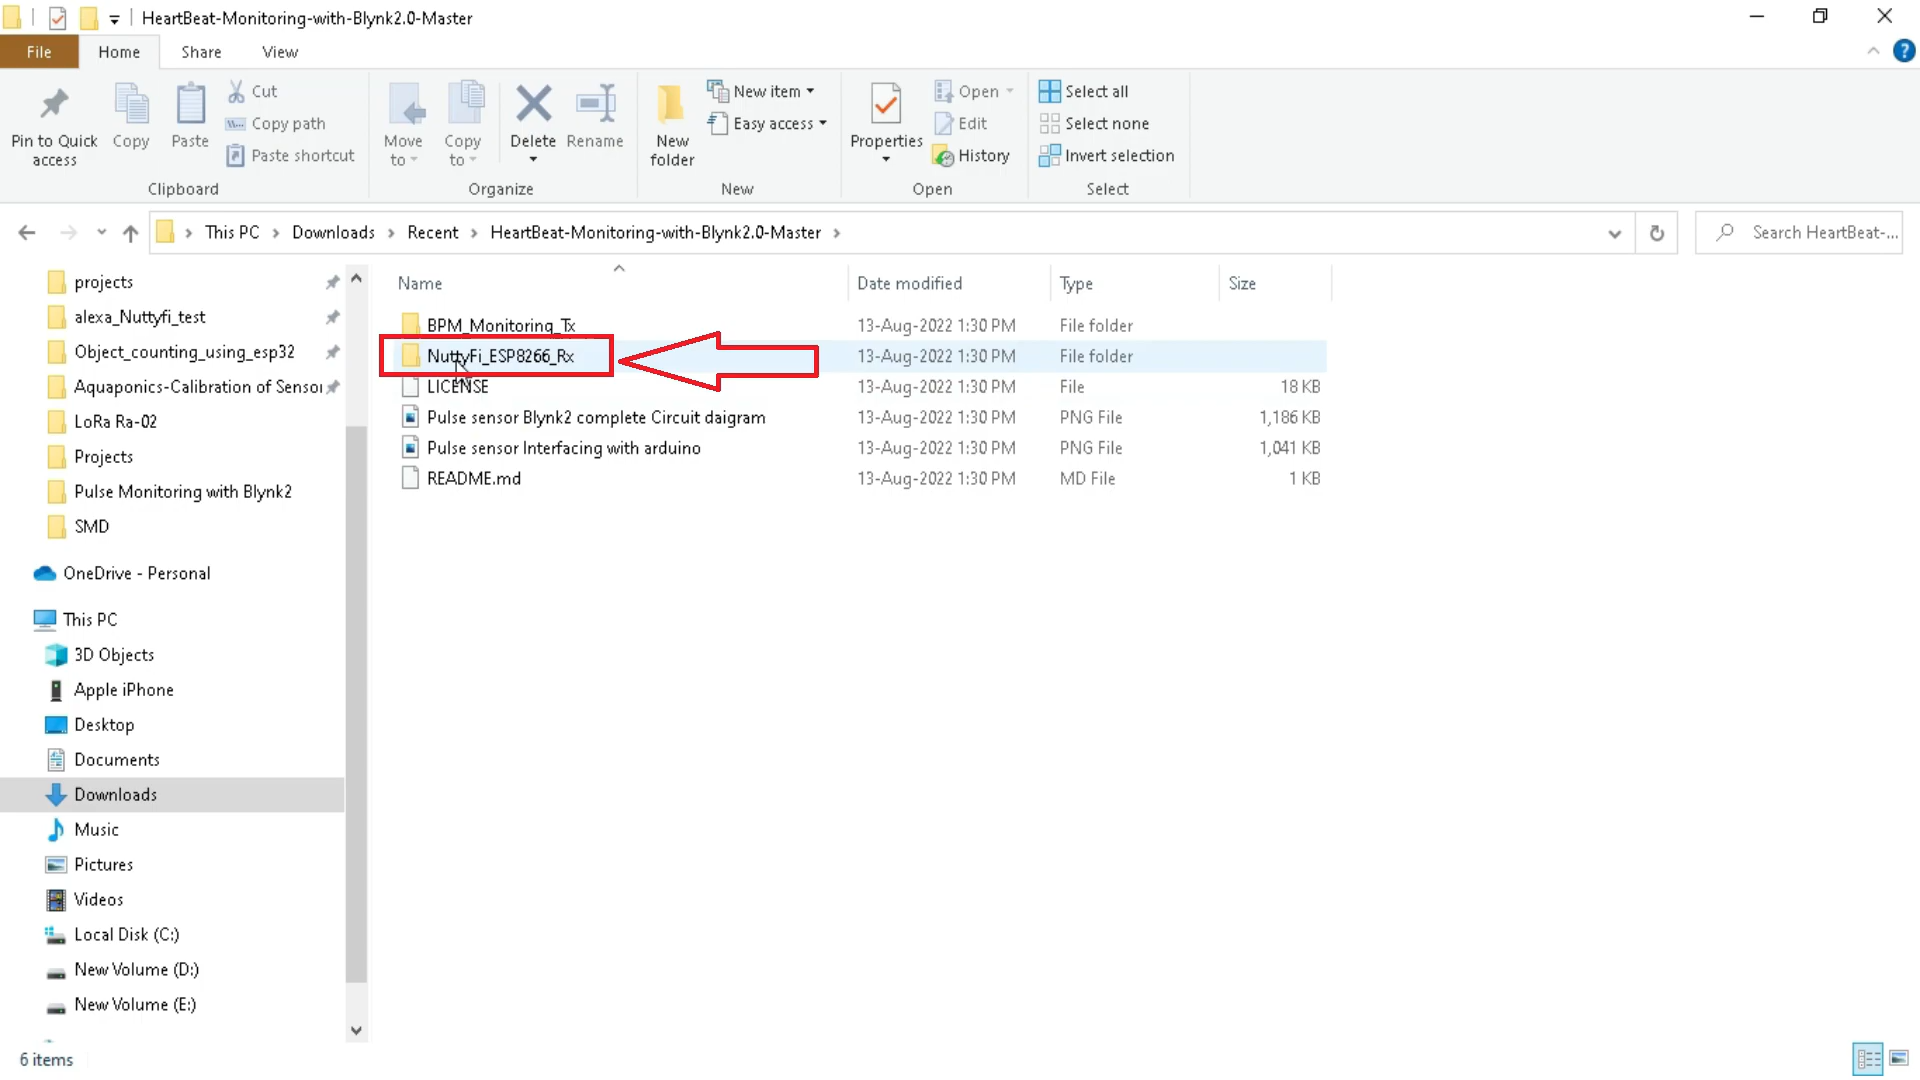 HeartBeat-Monitoring-with-Blynk2.0-Master
File Home Share View
Pin to Quick access
Copy
Paste
Cut
Copy path
Paste shortcut
Clipboard
Move to
Copy to
Delete
Rename
Organize
New folder
New item
Easy access
New
Properties
Open
Edit
History
Open
Select all
Select none
Invert selection
Select
This PC > Downloads > Recent > HeartBeat-Monitoring-with-Blynk2.0-Master >
Search HeartBeat-...
projects
alexa_Nuttyfi_test
Object_counting_using_esp32
Aquaponics-Calibration of Sensor
LoRa Ra-02
Projects
Pulse Monitoring with Blynk2
SMD
OneDrive - Personal
This PC
3D Objects
Apple iPhone
Desktop
Documents
Downloads
Music
Pictures
Videos
Local Disk (C:)
New Volume (D:)
New Volume (E:)
Name Date modified Type Size
BPM_Monitoring_Tx 13-Aug-2022 1:30 PM File folder
NuttyFi_ESP8266_Rx 13-Aug-2022 1:30 PM File folder
LICENSE 13-Aug-2022 1:30 PM File 18 KB
Pulse sensor Blynk2 complete Circuit daigram 13-Aug-2022 1:30 PM PNG File 1,186 KB
Pulse sensor Interfacing with arduino 13-Aug-2022 1:30 PM PNG File 1,041 KB
README.md 13-Aug-2022 1:30 PM MD File 1 KB
6 items